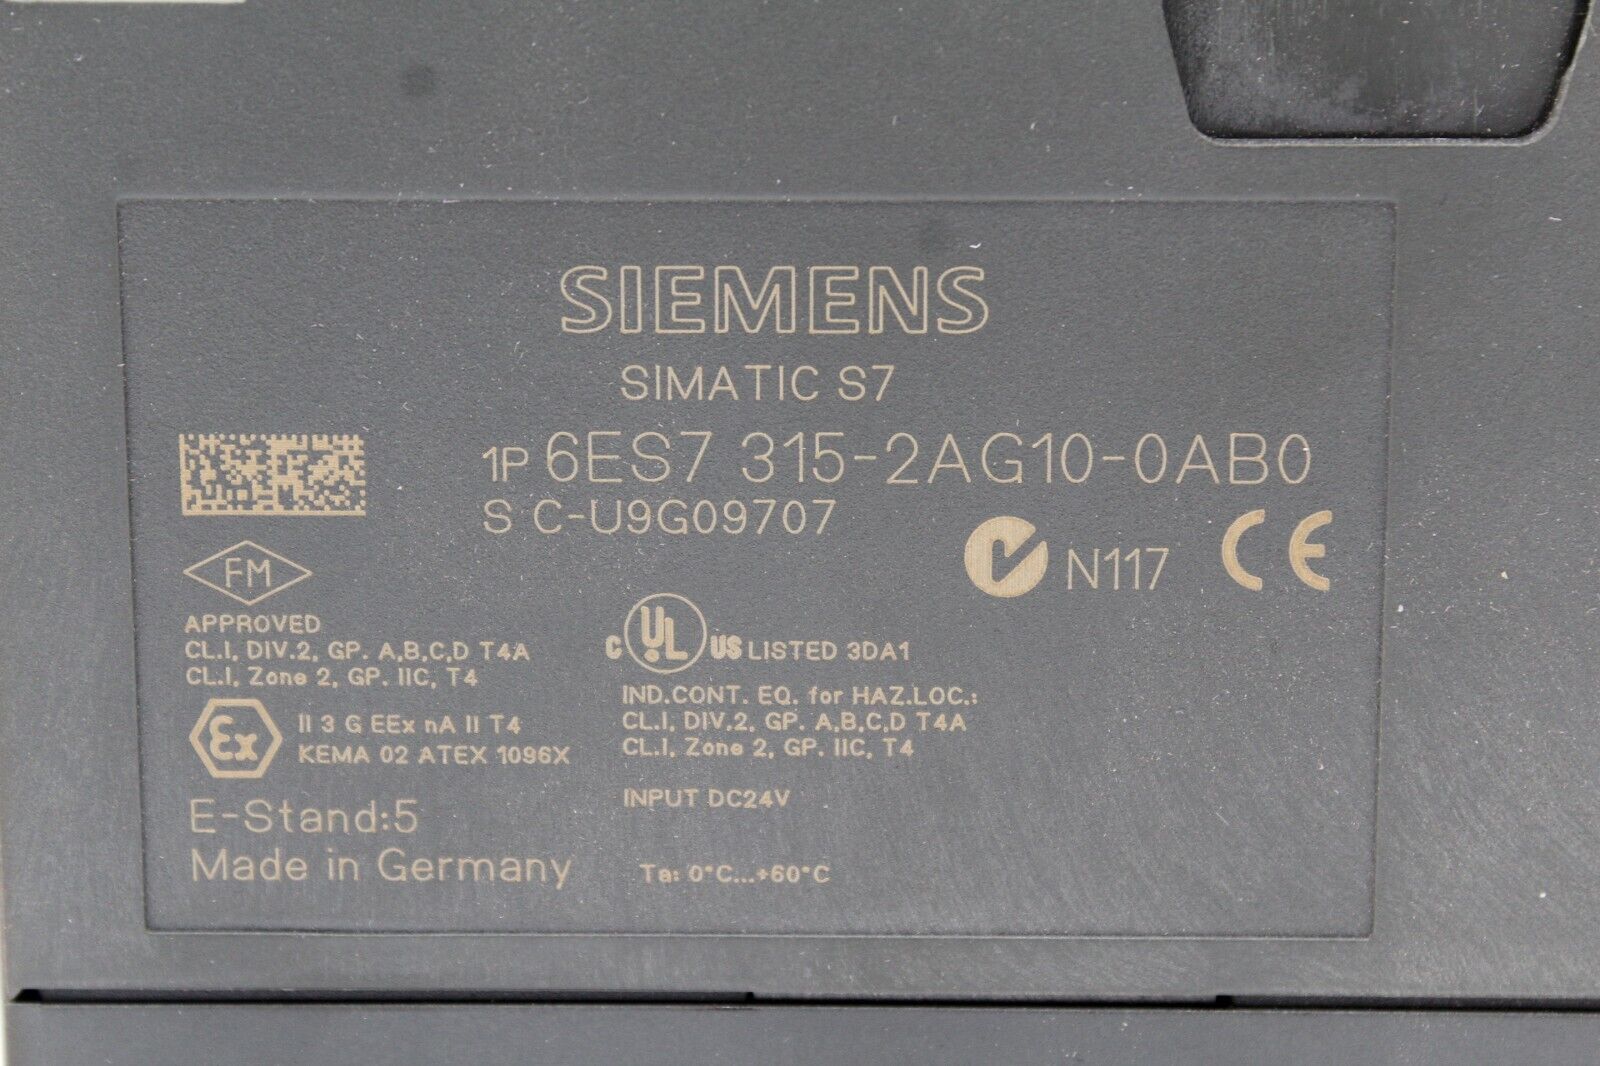 SIEMENS
SIMATIC S7
1P 6ES7 315-2AG10-0AB0
S C-U9G09707
N117 CE
FM
APPROVED
CL.I, DIV.2, GP. A,B,C,D T4A
CL.I, Zone 2, GP. IIC, T4
Ex II 3 G EEx nA II T4
KEMA 02 ATEX 1096X
C UL US LISTED 3DA1
IND.CONT. EQ. for HAZ.LOC.:
CL.I, DIV.2, GP. A,B,C,D T4A
CL.I, Zone 2, GP. IIC, T4
INPUT DC24V
E-Stand:5
Made in Germany
Ta: 0°C...+60°C